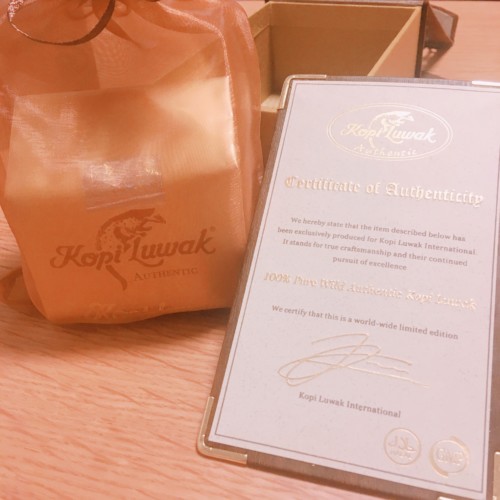 Kopi Luwak
AUTHENTIC
Kopi Luwak
Authentic
Certificate of Authenticity
We hereby state that the item described below has
been exclusively produced for Kopi Luwak International.
It stands for true craftsmanship and their continued
pursuit of excellence
100% Pure Wild Authentic Kopi Luwak
We certify that this is a world-wide limited edition
Kopi Luwak International